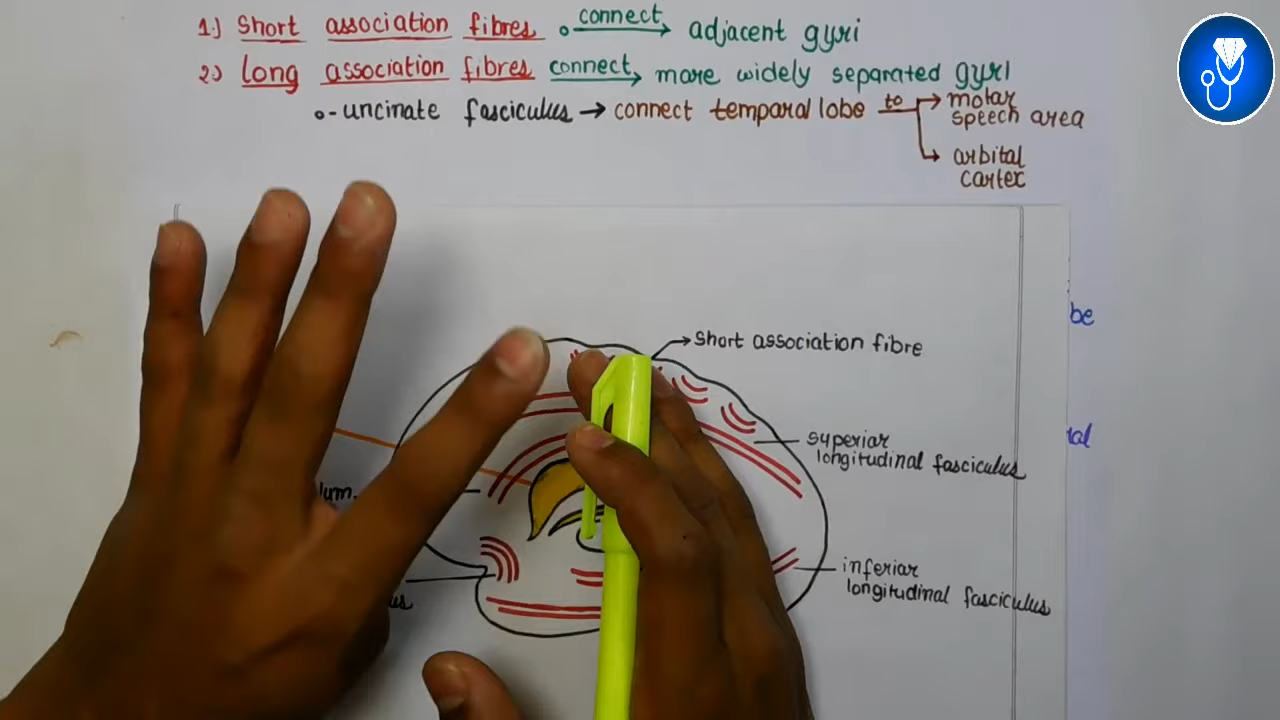 1.) Short association fibres connect adjacent gyri
2.) Long association fibres connect more widely separated gyri
- uncinate fasciculus → connect temporal lobe to → motor speech area
→ orbital cortex
be
Short association fibre
superior longitudinal fasciculus
inferior longitudinal fasciculus